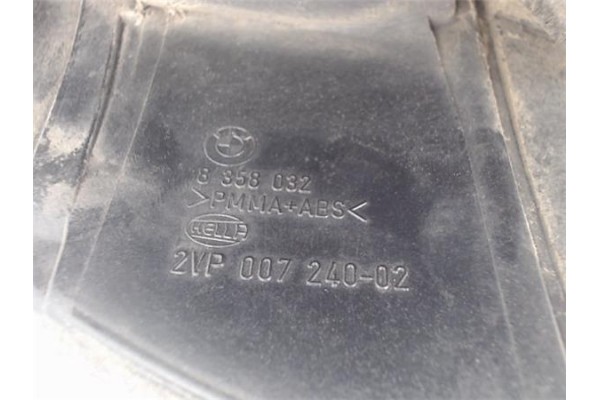 8 358 032
>PMMA+ABS<
HELLA
2VP 007 240-02